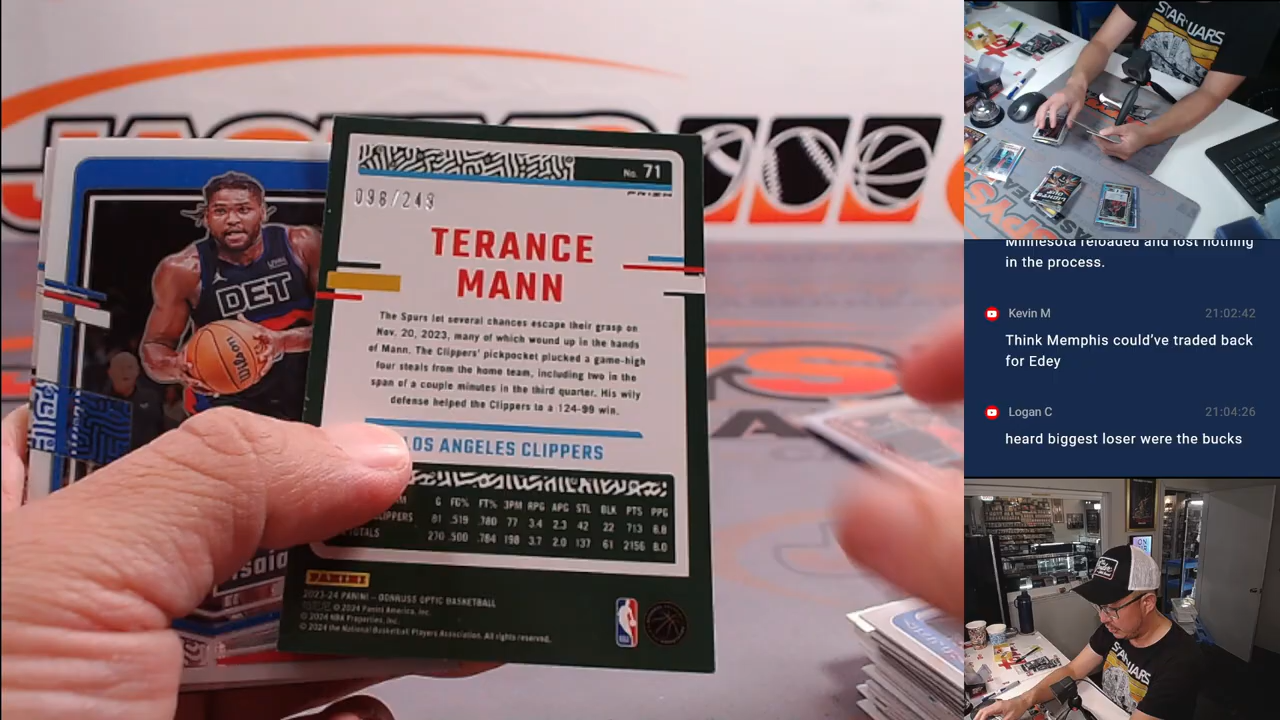 No. 71
PRIZM
098/249
TERANCE
MANN
The Spurs let several chances escape their grasp on
Nov. 20, 2023, many of which wound up in the hands
of Mann. The Clippers' pickpocket plucked a game-high
four steals from the home team, including two in the
span of a couple minutes in the third quarter. His wily
defense helped the Clippers to a 124-99 win.
LOS ANGELES CLIPPERS
G FG% FT% 3PM RPG APG STL BLK PTS PPG
81 .519 .780 77 3.4 2.3 42 22 713 8.8
270 .500 .784 198 3.7 2.0 137 61 2156 8.0
PANINI
2023-24 PANINI - DONRUSS OPTIC BASKETBALL
© 2024 Panini America, Inc.
© 2024 NBA Properties, Inc.
© 2024 the National Basketball Players Association. All rights reserved.
DET
Wilson
STAR WARS
Minnesota reloaded and lost nothing
in the process.
Kevin M 21:02:42
Think Memphis could've traded back
for Edey
Logan C 21:04:26
heard biggest loser were the bucks
STAR WARS